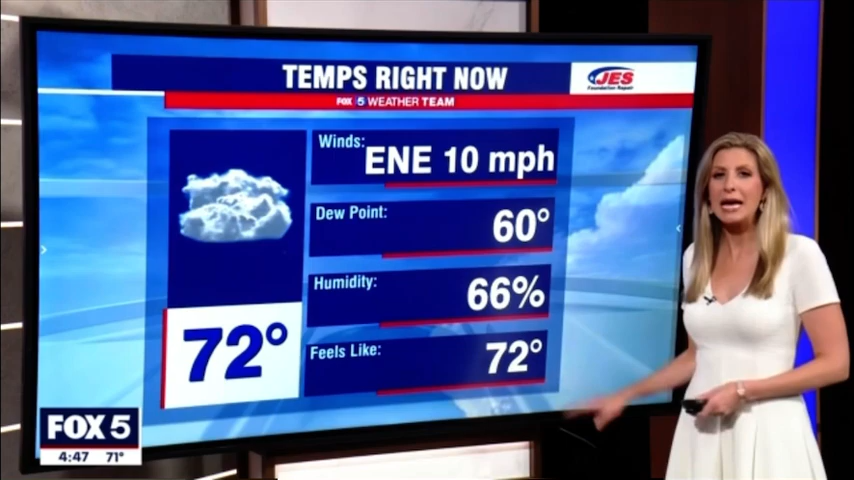 TEMPS RIGHT NOW
JES
Foundation Repair
FOX 5 WEATHER TEAM
Winds:
ENE 10 mph
Dew Point:
60°
Humidity:
66%
72°
Feels Like:
72°
FOX 5
4:47 71°